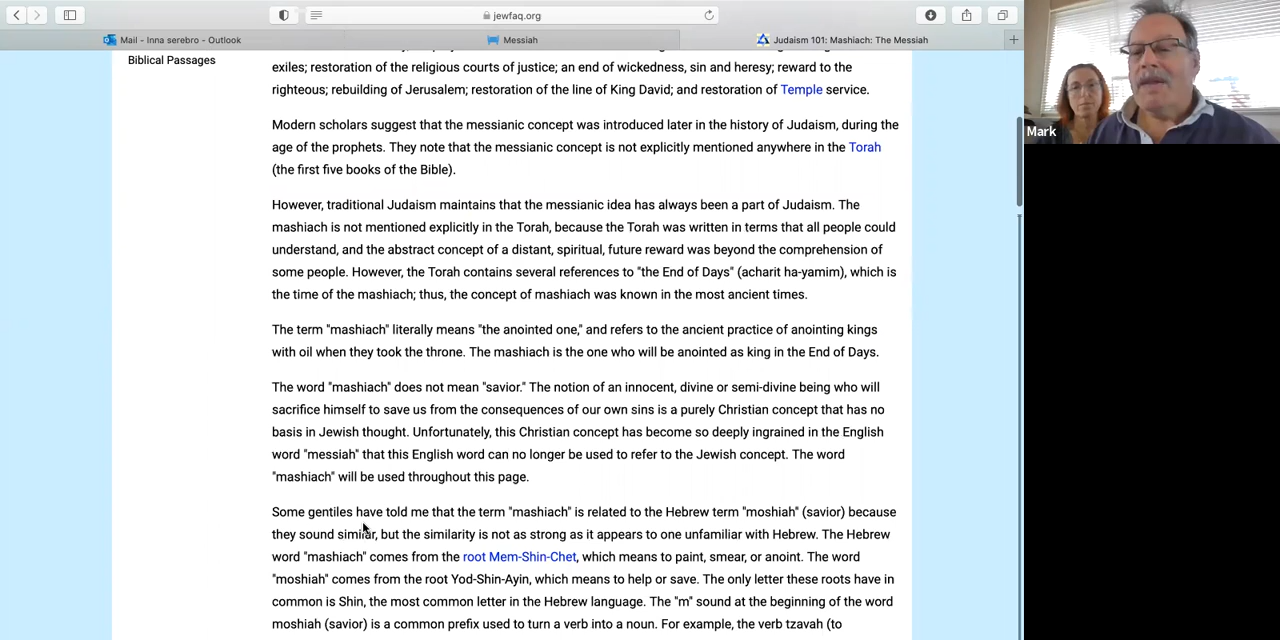 jewfaq.org
Mail - Inna serebro - Outlook
Messiah
Judaism 101: Mashiach: The Messiah
Mark
Biblical Passages
exiles; restoration of the religious courts of justice; an end of wickedness, sin and heresy; reward to the
righteous; rebuilding of Jerusalem; restoration of the line of King David; and restoration of Temple service.
Modern scholars suggest that the messianic concept was introduced later in the history of Judaism, during the
age of the prophets. They note that the messianic concept is not explicitly mentioned anywhere in the Torah
(the first five books of the Bible).
However, traditional Judaism maintains that the messianic idea has always been a part of Judaism. The
mashiach is not mentioned explicitly in the Torah, because the Torah was written in terms that all people could
understand, and the abstract concept of a distant, spiritual, future reward was beyond the comprehension of
some people. However, the Torah contains several references to "the End of Days" (acharit ha-yamim), which is
the time of the mashiach; thus, the concept of mashiach was known in the most ancient times.
The term "mashiach" literally means "the anointed one," and refers to the ancient practice of anointing kings
with oil when they took the throne. The mashiach is the one who will be anointed as king in the End of Days.
The word "mashiach" does not mean "savior." The notion of an innocent, divine or semi-divine being who will
sacrifice himself to save us from the consequences of our own sins is a purely Christian concept that has no
basis in Jewish thought. Unfortunately, this Christian concept has become so deeply ingrained in the English
word "messiah" that this English word can no longer be used to refer to the Jewish concept. The word
"mashiach" will be used throughout this page.
Some gentiles have told me that the term "mashiach" is related to the Hebrew term "moshiah" (savior) because
they sound similar, but the similarity is not as strong as it appears to one unfamiliar with Hebrew. The Hebrew
word "mashiach" comes from the root Mem-Shin-Chet, which means to paint, smear, or anoint. The word
"moshiah" comes from the root Yod-Shin-Ayin, which means to help or save. The only letter these roots have in
common is Shin, the most common letter in the Hebrew language. The "m" sound at the beginning of the word
moshiah (savior) is a common prefix used to turn a verb into a noun. For example, the verb tzavah (to